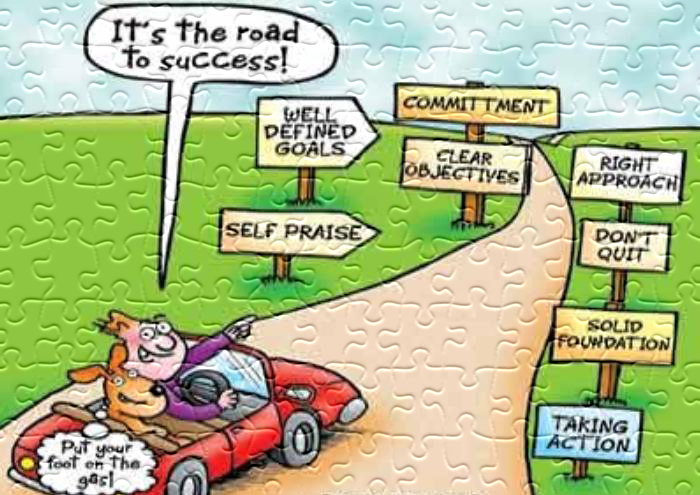 It's the road
to success!
WELL
DEFINED
GOALS
COMMITTMENT
CLEAR
OBJECTIVES
SELF PRAISE
RIGHT
APPROACH
DON'T
QUIT
SOLID
FOUNDATION
TAKING
ACTION
Put your
foot on the
gas!